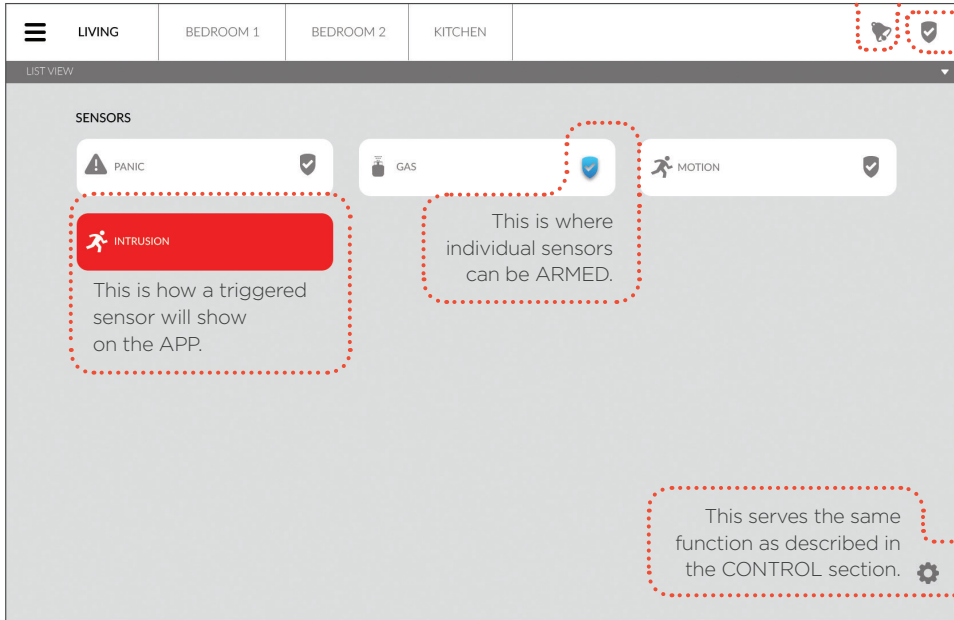 LIVING
BEDROOM 1
BEDROOM 2
KITCHEN
LIST VIEW
SENSORS
PANIC
GAS
MOTION
INTRUSION
This is where
individual sensors
can be ARMED.
This is how a triggered
sensor will show
on the APP.
This serves the same
function as described in
the CONTROL section.